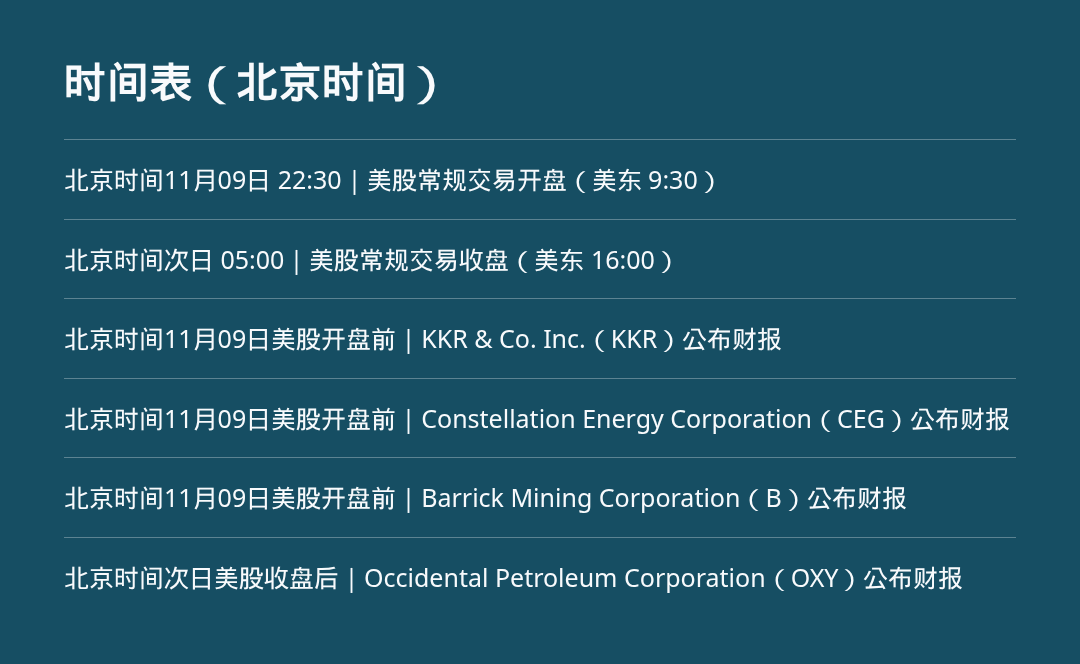 时间表（北京时间）
北京时间11月09日 22:30 | 美股常规交易开盘（美东 9:30）
北京时间次日 05:00 | 美股常规交易收盘（美东 16:00）
北京时间11月09日美股开盘前 | KKR & Co. Inc.（KKR）公布财报
北京时间11月09日美股开盘前 | Constellation Energy Corporation（CEG）公布财报
北京时间11月09日美股开盘前 | Barrick Mining Corporation（B）公布财报
北京时间次日美股收盘后 | Occidental Petroleum Corporation（OXY）公布财报